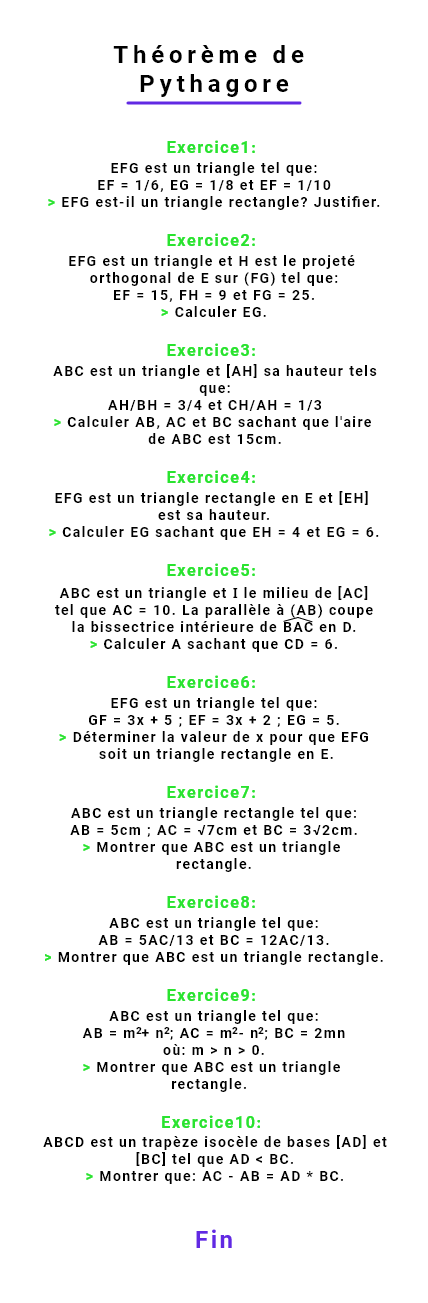 Théorème de
Pythagore
Exercice1:
EFG est un triangle tel que:
EF = 1/6, EG = 1/8 et EF = 1/10
> EFG est-il un triangle rectangle? Justifier.
Exercice2:
EFG est un triangle et H est le projeté
orthogonal de E sur (FG) tel que:
EF = 15, FH = 9 et FG = 25.
> Calculer EG.
Exercice3:
ABC est un triangle et [AH] sa hauteur tels
que:
AH/BH = 3/4 et CH/AH = 1/3
> Calculer AB, AC et BC sachant que l'aire
de ABC est 15cm.
Exercice4:
EFG est un triangle rectangle en E et [EH]
est sa hauteur.
> Calculer EG sachant que EH = 4 et EG = 6.
Exercice5:
ABC est un triangle et I le milieu de [AC]
tel que AC = 10. La parallèle à (AB) coupe
la bissectrice intérieure de BAC en D.
> Calculer A sachant que CD = 6.
Exercice6:
EFG est un triangle tel que:
GF = 3x + 5 ; EF = 3x + 2 ; EG = 5.
> Déterminer la valeur de x pour que EFG
soit un triangle rectangle en E.
Exercice7:
ABC est un triangle rectangle tel que:
AB = 5cm ; AC = √7cm et BC = 3√2cm.
> Montrer que ABC est un triangle
rectangle.
Exercice8:
ABC est un triangle tel que:
AB = 5AC/13 et BC = 12AC/13.
> Montrer que ABC est un triangle rectangle.
Exercice9:
ABC est un triangle tel que:
AB = m²+ n²; AC = m²- n²; BC = 2mn
où: m > n > 0.
> Montrer que ABC est un triangle
rectangle.
Exercice10:
ABCD est un trapèze isocèle de bases [AD] et
[BC] tel que AD < BC.
> Montrer que: AC - AB = AD * BC.
Fin